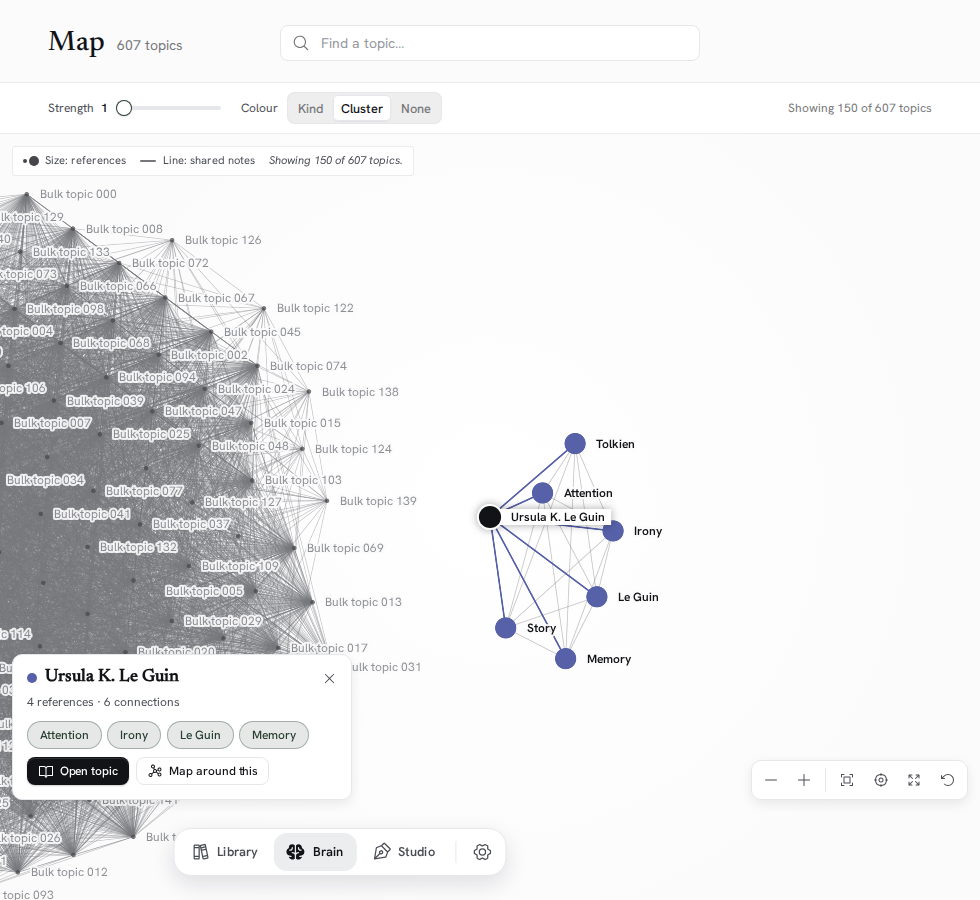 Map 607 topics
Find a topic...
Strength 1 Colour Kind Cluster None Showing 150 of 607 topics
Size: references Line: shared notes Showing 150 of 607 topics.
Bulk topic 000
topic 129
Bulk topic 008
Bulk topic 126
Bulk topic 133
Bulk topic 072
topic 073
Bulk topic 066
Bulk topic 067
Bulk topic 098
Bulk topic 122
topic 004
Bulk topic 045
Bulk topic 068
Bulk topic 002
Bulk topic 074
Bulk topic 094
106
Bulk topic 024
Bulk topic 138
Bulk topic 039
Bulk topic 047
Bulk topic 007
Bulk topic 015
Bulk topic 025
Tolkien
Bulk topic 048
Bulk topic 124
Bulk topic 034
Bulk topic 103
Bulk topic 077
Attention
Bulk topic 127
Bulk topic 139
Bulk topic 041
Ursula K. Le Guin
Bulk topic 037
Irony
Bulk topic 132
Bulk topic 069
Bulk topic 109
Bulk topic 005
Le Guin
Bulk topic 013
Bulk topic 029
Story
114
Bulk topic 017
Bulk topic 020
Memory
topic 031
Ursula K. Le Guin
4 references · 6 connections
Attention Irony Le Guin Memory
Open topic Map around this
Bulk topic 141
topic 026
Bulk
Library Brain Studio
Bulk topic 012
topic 093